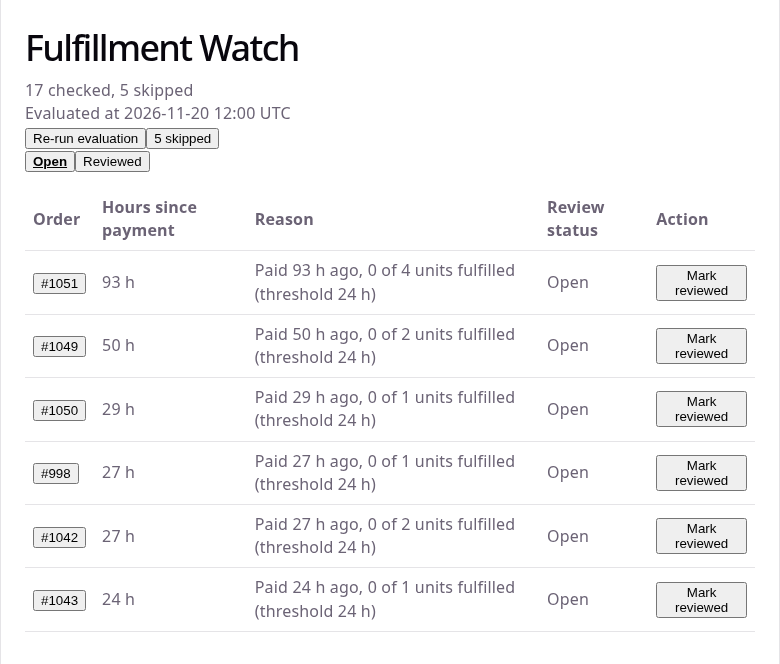 Fulfillment Watch
17 checked, 5 skipped
Evaluated at 2026-11-20 12:00 UTC
Re-run evaluation 5 skipped
Open Reviewed
Order Hours since payment Reason Review status Action
#1051 93 h Paid 93 h ago, 0 of 4 units fulfilled (threshold 24 h) Open Mark reviewed
#1049 50 h Paid 50 h ago, 0 of 2 units fulfilled (threshold 24 h) Open Mark reviewed
#1050 29 h Paid 29 h ago, 0 of 1 units fulfilled (threshold 24 h) Open Mark reviewed
#998 27 h Paid 27 h ago, 0 of 1 units fulfilled (threshold 24 h) Open Mark reviewed
#1042 27 h Paid 27 h ago, 0 of 2 units fulfilled (threshold 24 h) Open Mark reviewed
#1043 24 h Paid 24 h ago, 0 of 1 units fulfilled (threshold 24 h) Open Mark reviewed